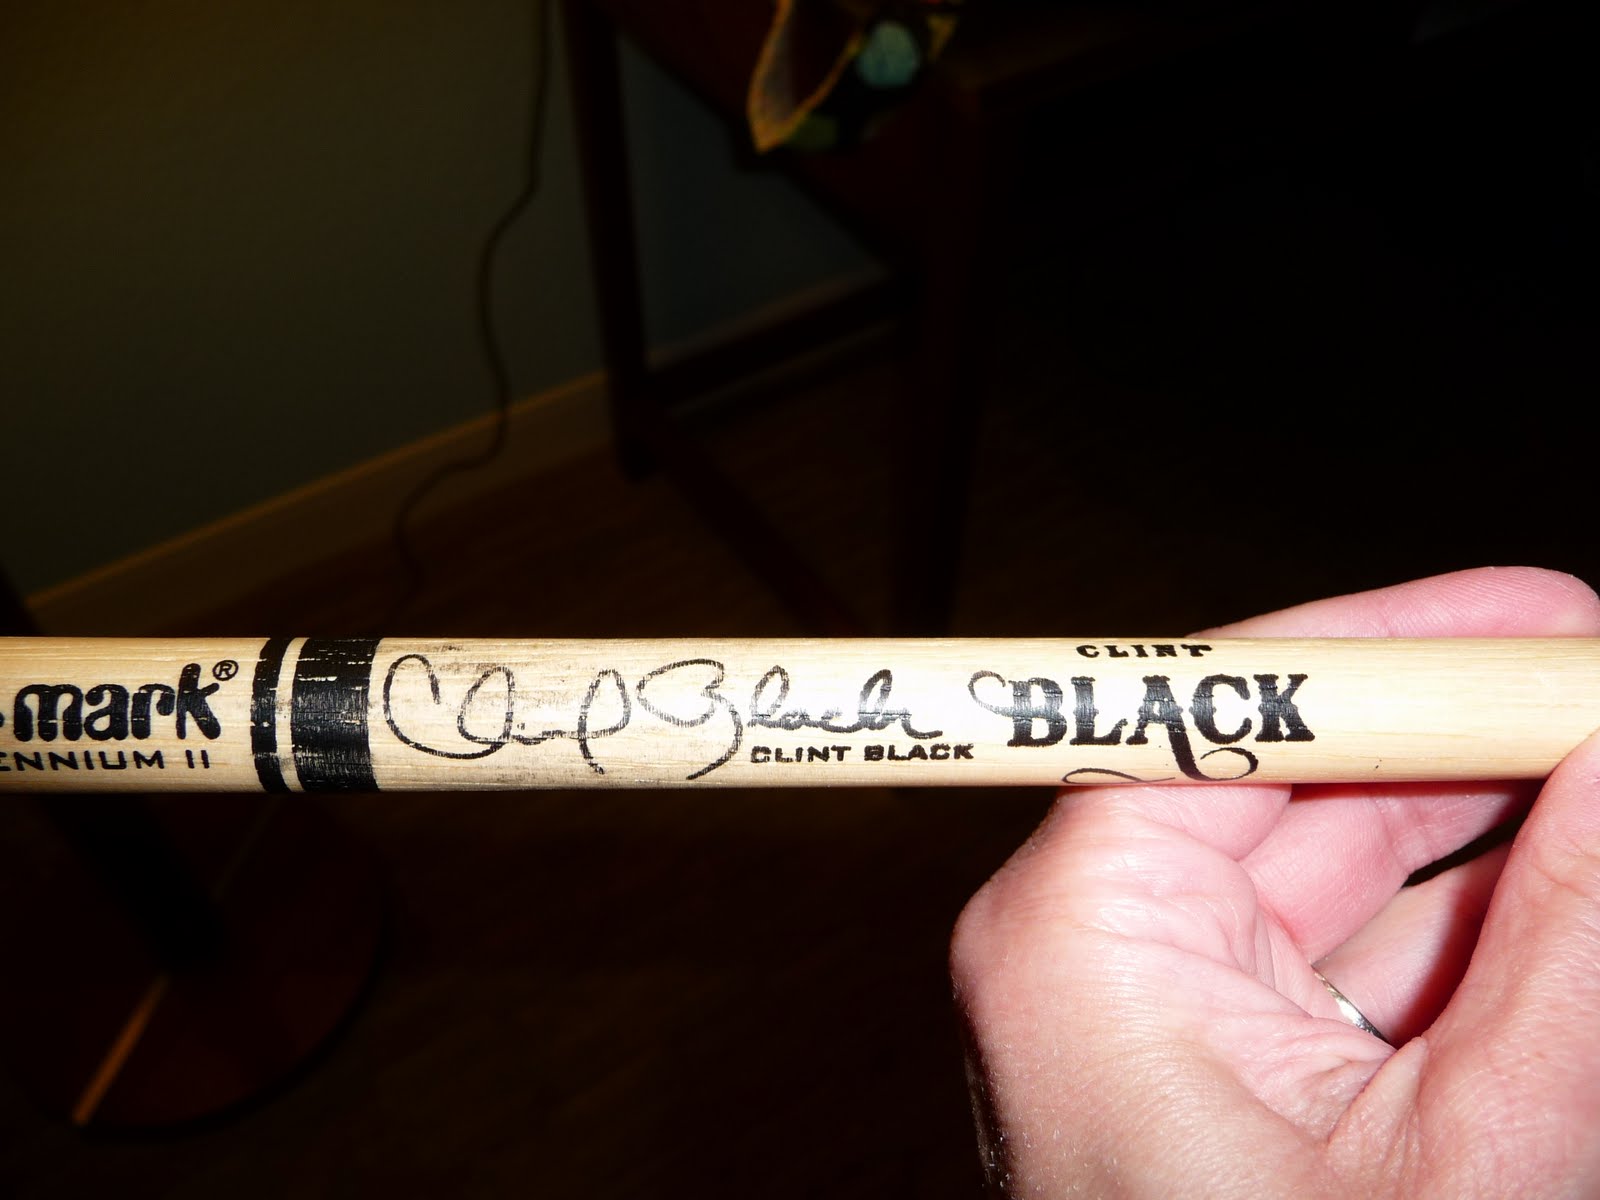 mark®
ENNIUM II
Clint Black
CLINT BLACK
CLINT
BLACK